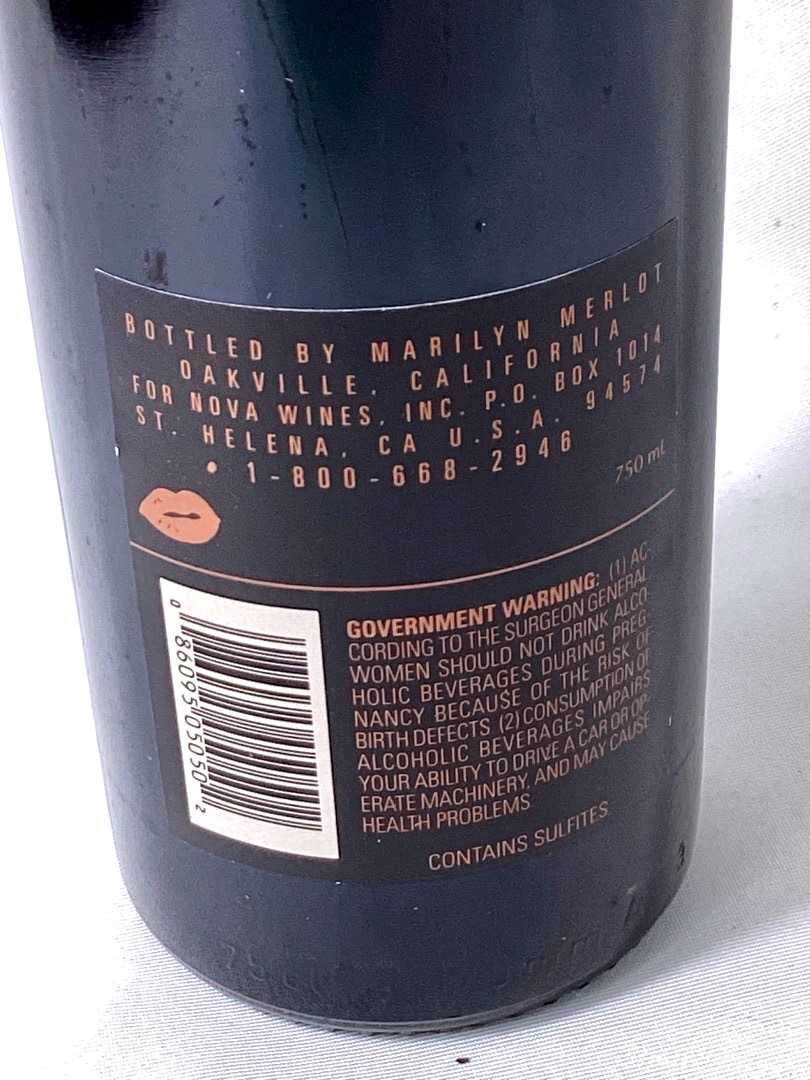 BOTTLED BY MARILYN MERLOT
OAKVILLE, CALIFORNIA
FOR NOVA WINES, INC. P.O. BOX 1014
ST. HELENA, CA U.S.A. 94574
• 1-800-668-2946
750 mL
GOVERNMENT WARNING: (1) AC-
CORDING TO THE SURGEON GENERAL
WOMEN SHOULD NOT DRINK ALCO-
HOLIC BEVERAGES DURING PREG-
NANCY BECAUSE OF THE RISK OF
BIRTH DEFECTS. (2) CONSUMPTION OF
ALCOHOLIC BEVERAGES IMPAIRS
YOUR ABILITY TO DRIVE A CAR OR OP-
ERATE MACHINERY, AND MAY CAUSE
HEALTH PROBLEMS.
CONTAINS SULFITES
0 86095 05050 2
3